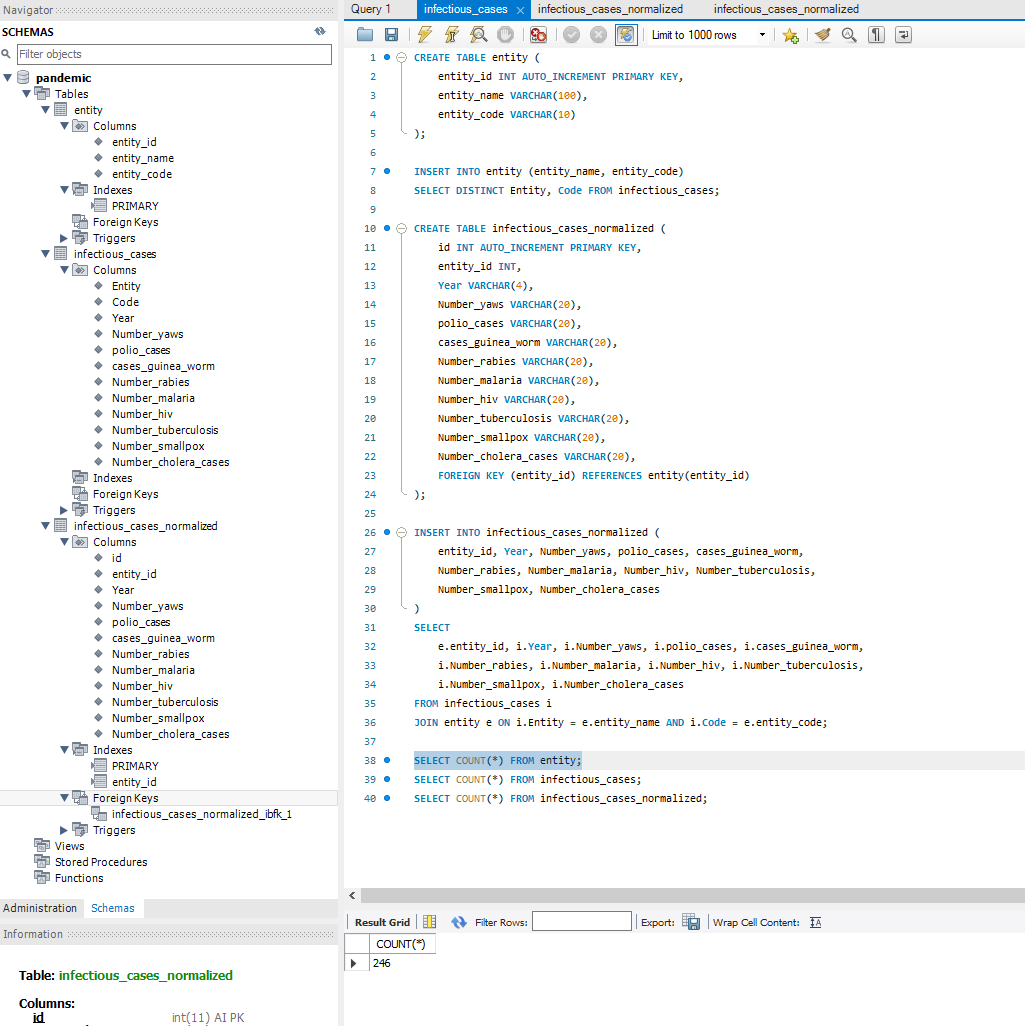 Navigator
SCHEMAS
Filter objects
pandemic
Tables
entity
Columns
entity_id
entity_name
entity_code
Indexes
PRIMARY
Foreign Keys
Triggers
infectious_cases
Columns
Entity
Code
Year
Number_yaws
polio_cases
cases_guinea_worm
Number_rabies
Number_malaria
Number_hiv
Number_tuberculosis
Number_smallpox
Number_cholera_cases
Indexes
Foreign Keys
Triggers
infectious_cases_normalized
Columns
id
entity_id
Year
Number_yaws
polio_cases
cases_guinea_worm
Number_rabies
Number_malaria
Number_hiv
Number_tuberculosis
Number_smallpox
Number_cholera_cases
Indexes
PRIMARY
entity_id
Foreign Keys
infectious_cases_normalized_ibfk_1
Triggers
Views
Stored Procedures
Functions
Administration Schemas
Information
Table: infectious_cases_normalized
Columns:
id int(11) AI PK
Query 1 infectious_cases infectious_cases_normalized infectious_cases_normalized
Limit to 1000 rows
1 CREATE TABLE entity (
2 entity_id INT AUTO_INCREMENT PRIMARY KEY,
3 entity_name VARCHAR(100),
4 entity_code VARCHAR(10)
5 );
6
7 INSERT INTO entity (entity_name, entity_code)
8 SELECT DISTINCT Entity, Code FROM infectious_cases;
9
10 CREATE TABLE infectious_cases_normalized (
11 id INT AUTO_INCREMENT PRIMARY KEY,
12 entity_id INT,
13 Year VARCHAR(4),
14 Number_yaws VARCHAR(20),
15 polio_cases VARCHAR(20),
16 cases_guinea_worm VARCHAR(20),
17 Number_rabies VARCHAR(20),
18 Number_malaria VARCHAR(20),
19 Number_hiv VARCHAR(20),
20 Number_tuberculosis VARCHAR(20),
21 Number_smallpox VARCHAR(20),
22 Number_cholera_cases VARCHAR(20),
23 FOREIGN KEY (entity_id) REFERENCES entity(entity_id)
24 );
25
26 INSERT INTO infectious_cases_normalized (
27 entity_id, Year, Number_yaws, polio_cases, cases_guinea_worm,
28 Number_rabies, Number_malaria, Number_hiv, Number_tuberculosis,
29 Number_smallpox, Number_cholera_cases
30 )
31 SELECT
32 e.entity_id, i.Year, i.Number_yaws, i.polio_cases, i.cases_guinea_worm,
33 i.Number_rabies, i.Number_malaria, i.Number_hiv, i.Number_tuberculosis,
34 i.Number_smallpox, i.Number_cholera_cases
35 FROM infectious_cases i
36 JOIN entity e ON i.Entity = e.entity_name AND i.Code = e.entity_code;
37
38 SELECT COUNT(*) FROM entity;
39 SELECT COUNT(*) FROM infectious_cases;
40 SELECT COUNT(*) FROM infectious_cases_normalized;
Result Grid Filter Rows: Export: Wrap Cell Content:
COUNT(*)
246